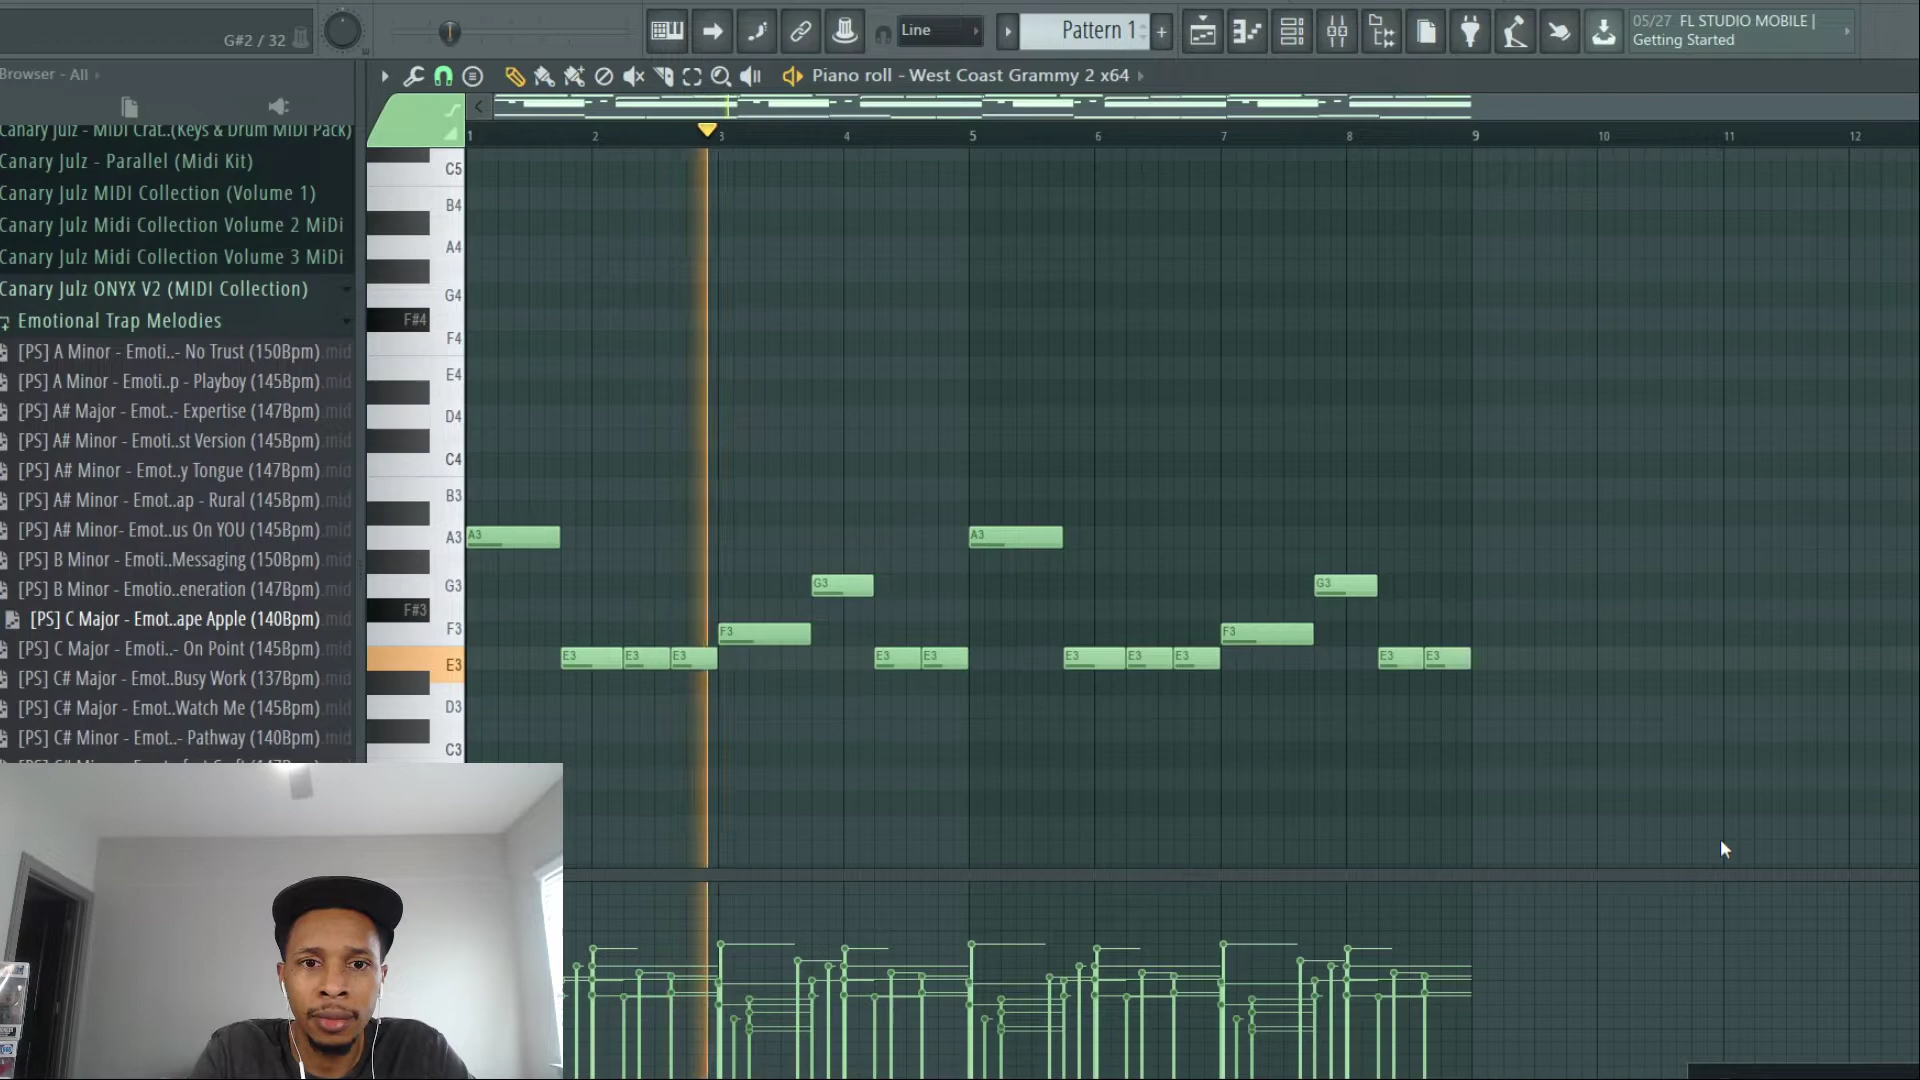 G#2 / 32
Line
Pattern 1
05/27 FL STUDIO MOBILE |
Getting Started
Browser - All
Piano roll - West Coast Grammy 2 x64
Canary Julz - MIDI Crat..(Keys & Drum MIDI Pack)
Canary Julz - Parallel (Midi Kit)
Canary Julz MIDI Collection (Volume 1)
Canary Julz Midi Collection Volume 2 MiDi
Canary Julz Midi Collection Volume 3 MiDi
Canary Julz ONYX V2 (MIDI Collection)
Emotional Trap Melodies
[PS] A Minor - Emoti..- No Trust (150Bpm).mid
[PS] A Minor - Emoti..p - Playboy (145Bpm).mid
[PS] A# Major - Emot..- Expertise (147Bpm).mid
[PS] A# Minor - Emoti..st Version (145Bpm).mid
[PS] A# Minor - Emot..y Tongue (147Bpm).mid
[PS] A# Minor - Emot..ap - Rural (145Bpm).mid
[PS] A# Minor- Emot..us On YOU (145Bpm).mid
[PS] B Minor - Emoti..Messaging (150Bpm).mid
[PS] B Minor - Emotio..eneration (147Bpm).mid
[PS] C Major - Emot..ape Apple (140Bpm).mid
[PS] C Major - Emoti..- On Point (145Bpm).mid
[PS] C# Major - Emot..Busy Work (137Bpm).mid
[PS] C# Major - Emot..Watch Me (145Bpm).mid
[PS] C# Minor - Emot..- Pathway (140Bpm).mid
1 2 3 4 5 6 7 8 9 10 11 12
C5
B4
A4
G4
F#4
F4
E4
D4
C4
B3
A3 A3 A3
G3 G3 G3
F#3
F3 F3 F3
E3 E3 E3 E3 E3 E3 E3 E3 E3 E3 E3
D3
C3